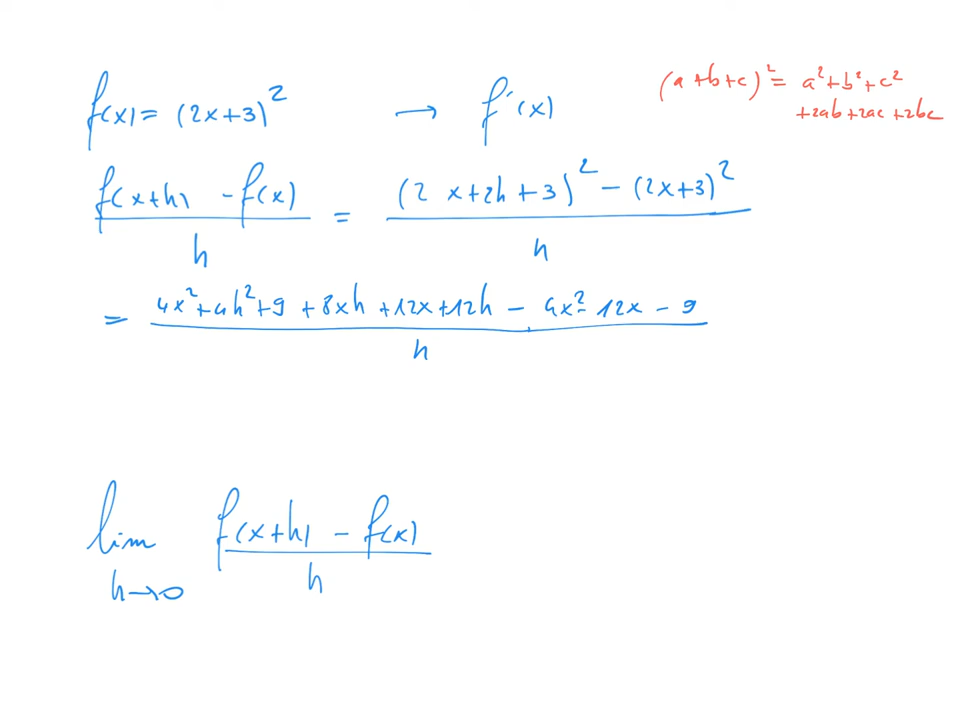 f(x) = (2x+3)² → f'(x)
(a+b+c)² = a²+b²+c²
+2ab+2ac+2bc
(f(x+h) - f(x))/h = ((2x+2h+3)² - (2x+3)²)/h
= (4x²+4h²+9+8xh+12x+12h - 4x² - 12x - 9)/h
lim h→0 (f(x+h) - f(x))/h